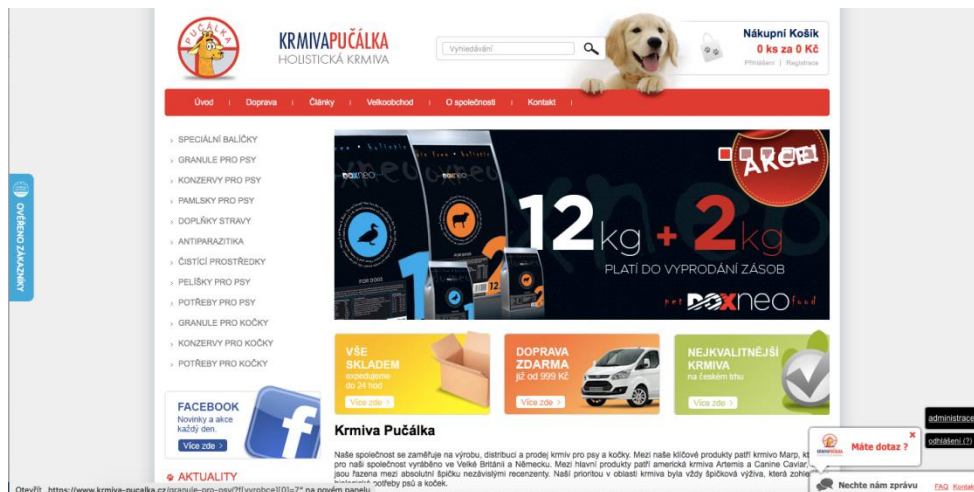 PUČÁLKA
KRMIVAPUČÁLKA
HOLISTICKÁ KRMIVA
Vyhledávání
Nákupní Košík
0 ks za 0 Kč
Přihlášení | Registrace
Úvod | Doprava | Články | Velkoobchod | O společnosti | Kontakt |
SPECIÁLNÍ BALÍČKY
GRANULE PRO PSY
KONZERVY PRO PSY
PAMLSKY PRO PSY
DOPLŇKY STRAVY
ANTIPARAZITIKA
ČISTÍCÍ PROSTŘEDKY
PELÍŠKY PRO PSY
POTŘEBY PRO PSY
GRANULE PRO KOČKY
KONZERVY PRO KOČKY
POTŘEBY PRO KOČKY
OVĚŘENO ZÁKAZNÍKY
AKCE!
12kg + 2kg
PLATÍ DO VYPRODÁNÍ ZÁSOB
pet DOXneo food
FOR DOGS
VŠE
SKLADEM
expedujeme
do 24 hod
Více zde >
DOPRAVA
ZDARMA
již od 999 Kč
Více zde >
NEJKVALITNĚJŠÍ
KRMIVA
na českém trhu
Více zde >
FACEBOOK
Novinky a akce
každý den.
Více zde >
AKTUALITY
Krmiva Pučálka
Naše společnost se zaměřuje na výrobu, distribuci a prodej krmiv pro psy a kočky. Mezi naše klíčové produkty patří krmivo Marp, kt
pro naši společnost vyráběno ve Velké Británii a Německu. Mezi hlavní produkty patří americká krmiva Artemis a Canine Caviar,
jsou řazena mezi absolutní špičku nezávislými recenzenty. Naší prioritou v oblasti krmiva byla vždy špičková výživa, která zohle
potřeby psů a koček.
administrace
odhlášení (?)
Máte dotaz ?
Nechte nám zprávu
FAQ Kontak
Otevřít „https://www.krmiva-pucalka.cz/granule-pro-psy/?f[vyrobce][0]=7“ na novém panelu